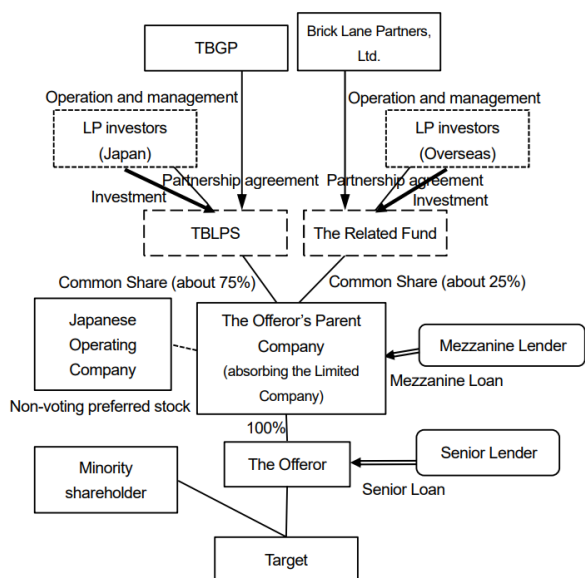 TBGP
Brick Lane Partners,
Ltd.
Operation and management
Operation and management
LP investors
(Japan)
LP investors
(Overseas)
Partnership agreement
Partnership agreement
Investment
Investment
TBLPS
The Related Fund
Common Share (about 75%)
Common Share (about 25%)
Japanese
Operating
Company
The Offeror's Parent
Company
(absorbing the Limited
Company)
Mezzanine Lender
Mezzanine Loan
Non-voting preferred stock
100%
Minority
shareholder
The Offeror
Senior Lender
Senior Loan
Target